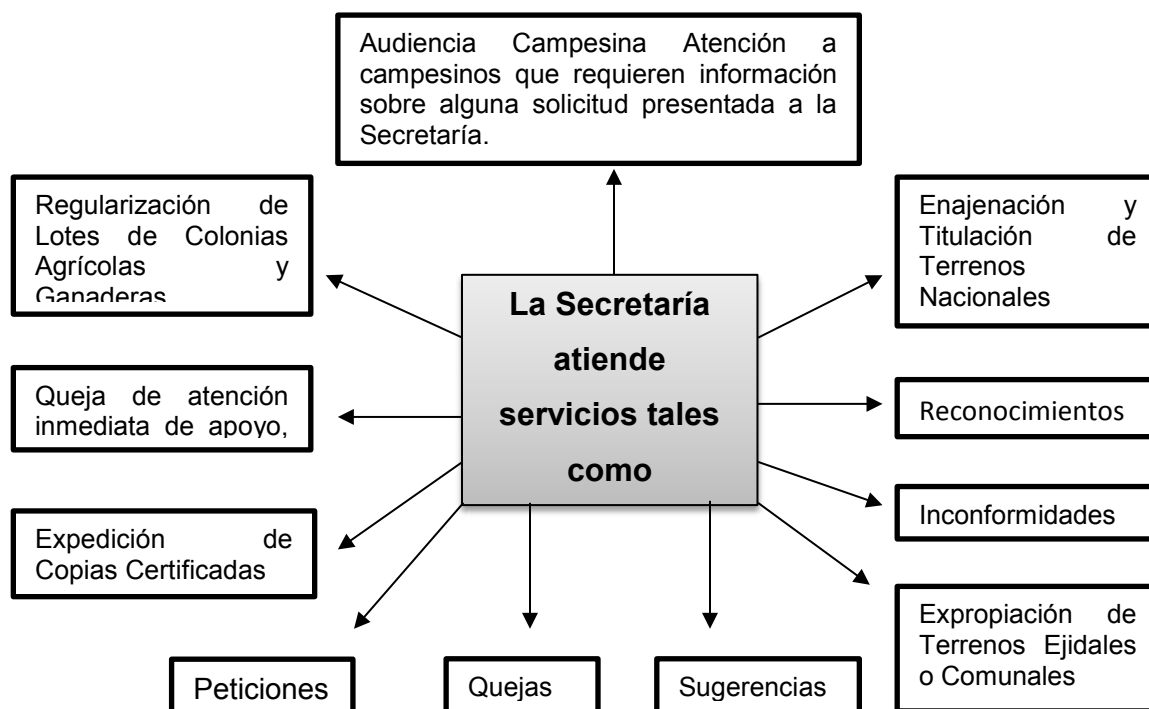 Audiencia Campesina Atención a
campesinos que requieren información
sobre alguna solicitud presentada a la
Secretaría.
Regularización de
Lotes de Colonias
Agrícolas y
Ganaderas
Enajenación y
Titulación de
Terrenos
Nacionales
La Secretaría
atiende
servicios tales
como
Queja de atención
inmediata de apoyo,
Reconocimientos
Expedición de
Copias Certificadas
Inconformidades
Expropiación de
Terrenos Ejidales
o Comunales
Peticiones
Quejas
Sugerencias